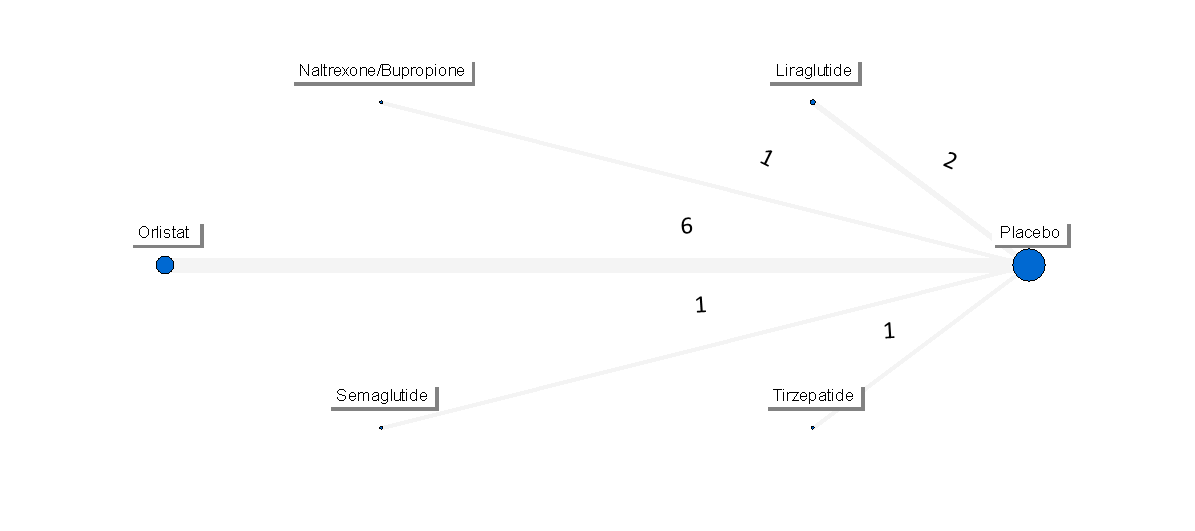 Naltrexone/Bupropione
Liraglutide
1
2
Orlistat
6
Placebo
1
1
Semaglutide
Tirzepatide